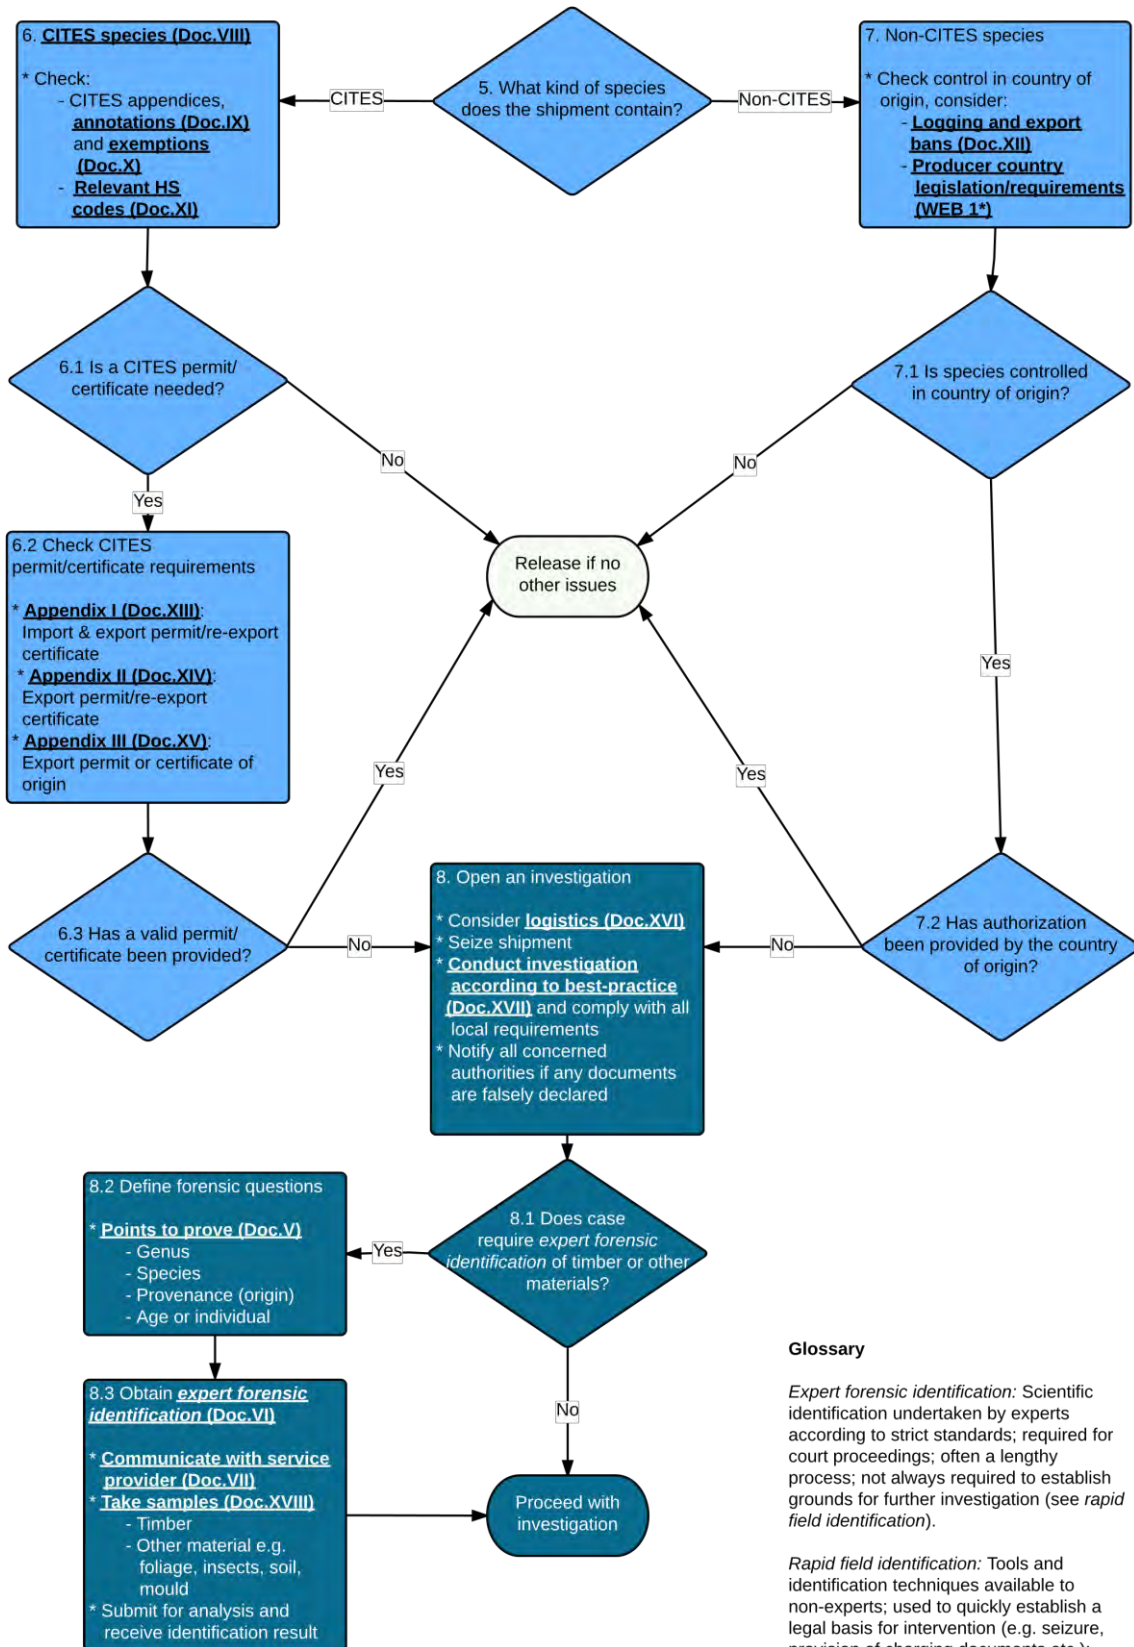 6. CITES species (Doc.VIII)
* Check:
- CITES appendices,
annotations (Doc.IX)
and exemptions
(Doc.X)
- Relevant HS
codes (Doc.XI)
CITES
5. What kind of species
does the shipment contain?
Non-CITES
7. Non-CITES species
* Check control in country of
origin, consider:
- Logging and export
bans (Doc.XII)
- Producer country
legislation/requirements
(WEB 1*)
6.1 Is a CITES permit/
certificate needed?
7.1 Is species controlled
in country of origin?
No
No
Yes
6.2 Check CITES
permit/certificate requirements
* Appendix I (Doc.XIII):
Import & export permit/re-export
certificate
* Appendix II (Doc.XIV):
Export permit/re-export
certificate
* Appendix III (Doc.XV):
Export permit or certificate of
origin
Release if no
other issues
Yes
Yes
Yes
6.3 Has a valid permit/
certificate been provided?
No
8. Open an investigation
* Consider logistics (Doc.XVI)
* Seize shipment
* Conduct investigation
according to best-practice
(Doc.XVII) and comply with all
local requirements
* Notify all concerned
authorities if any documents
are falsely declared
No
7.2 Has authorization
been provided by the country
of origin?
8.2 Define forensic questions
* Points to prove (Doc.V)
- Genus
- Species
- Provenance (origin)
- Age or individual
Yes
8.1 Does case
require expert forensic
identification of timber or other
materials?
8.3 Obtain expert forensic
identification (Doc.VI)
* Communicate with service
provider (Doc.VII)
* Take samples (Doc.XVIII)
- Timber
- Other material e.g.
foliage, insects, soil,
mould
* Submit for analysis and
receive identification result
No
Proceed with
investigation
Glossary
Expert forensic identification: Scientific
identification undertaken by experts
according to strict standards; required for
court proceedings; often a lengthy
process; not always required to establish
grounds for further investigation (see rapid
field identification).
Rapid field identification: Tools and
identification techniques available to
non-experts; used to quickly establish a
legal basis for intervention (e.g. seizure,
provision of charging documents etc.);